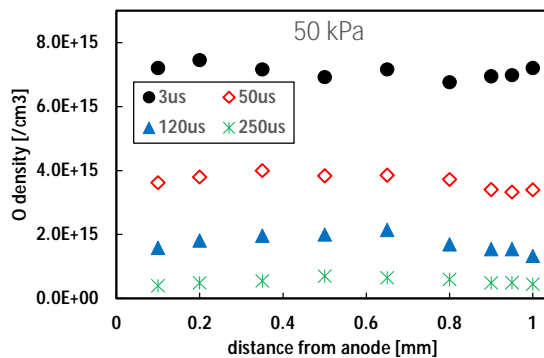 50 kPa
8.0E+15
6.0E+15
4.0E+15
2.0E+15
0.0E+00
O density [/cm3]
3us 50us
120us 250us
0 0.2 0.4 0.6 0.8 1
distance from anode [mm]